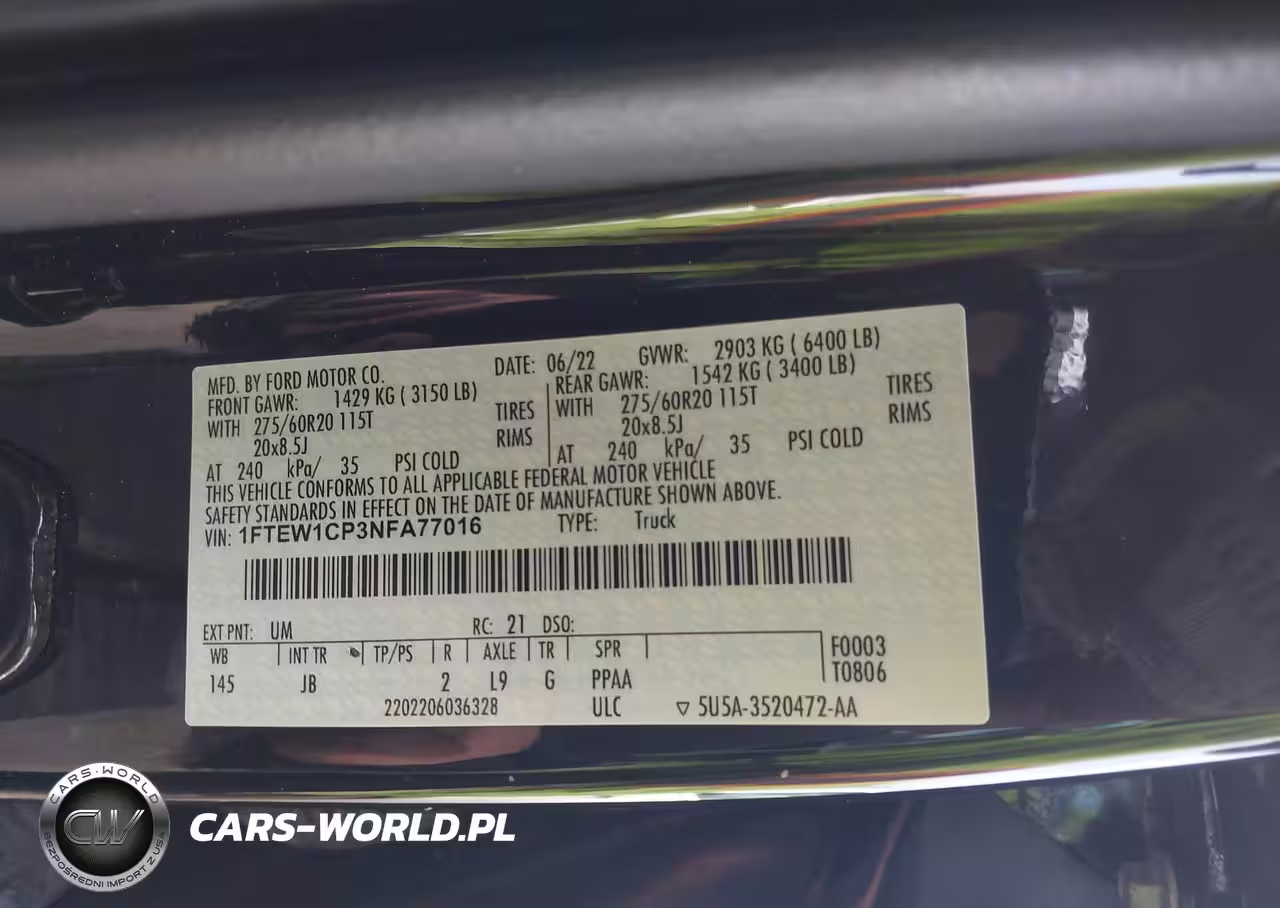 MFD. BY FORD MOTOR CO. DATE: 06/22 GVWR: 2903 KG ( 6400 LB)
FRONT GAWR: 1429 KG ( 3150 LB) REAR GAWR: 1542 KG ( 3400 LB)
WITH 275/60R20 115T TIRES WITH 275/60R20 115T TIRES
20x8.5J RIMS 20x8.5J RIMS
AT 240 kPa/ 35 PSI COLD AT 240 kPa/ 35 PSI COLD
THIS VEHICLE CONFORMS TO ALL APPLICABLE FEDERAL MOTOR VEHICLE
SAFETY STANDARDS IN EFFECT ON THE DATE OF MANUFACTURE SHOWN ABOVE.
VIN: 1FTEW1CP3NFA77016 TYPE: Truck
EXT PNT: UM RC: 21 DSO:
WB INT TR TP/PS R AXLE TR SPR F0003
145 JB 2 L9 G PPAA T0806
2202206036328 ULC ▽ 5U5A-3520472-AA
CARS-WORLD
CW
BEZPOŚREDNI IMPORT Z USA
CARS-WORLD.PL